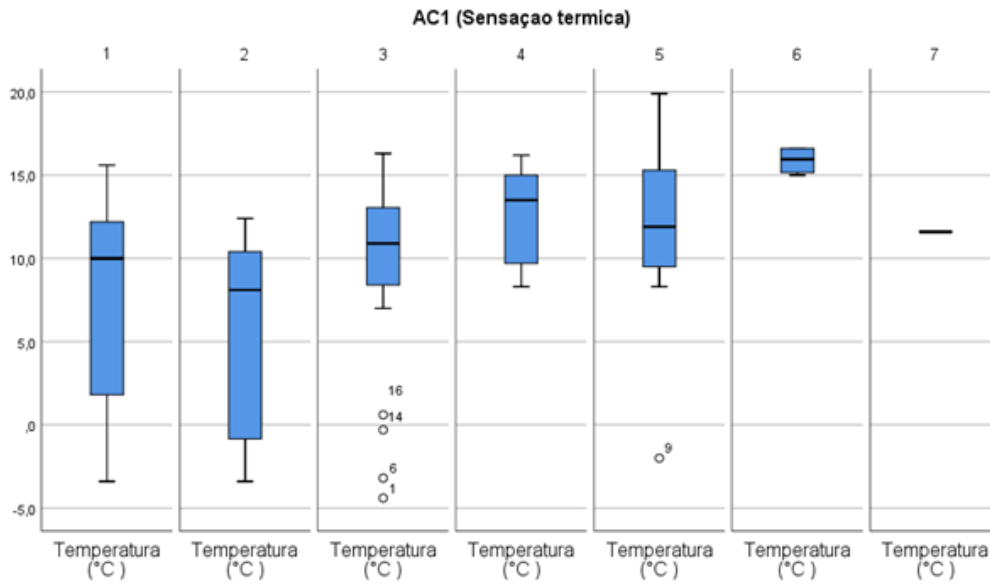 AC1 (Sensaçao termica)
1 2 3 4 5 6 7
20,0
15,0
10,0
5,0
,0
-5,0
16
14
6
1
9
Temperatura Temperatura Temperatura Temperatura Temperatura Temperatura Temperatura
(°C ) (°C ) (°C ) (°C ) (°C ) (°C ) (°C )